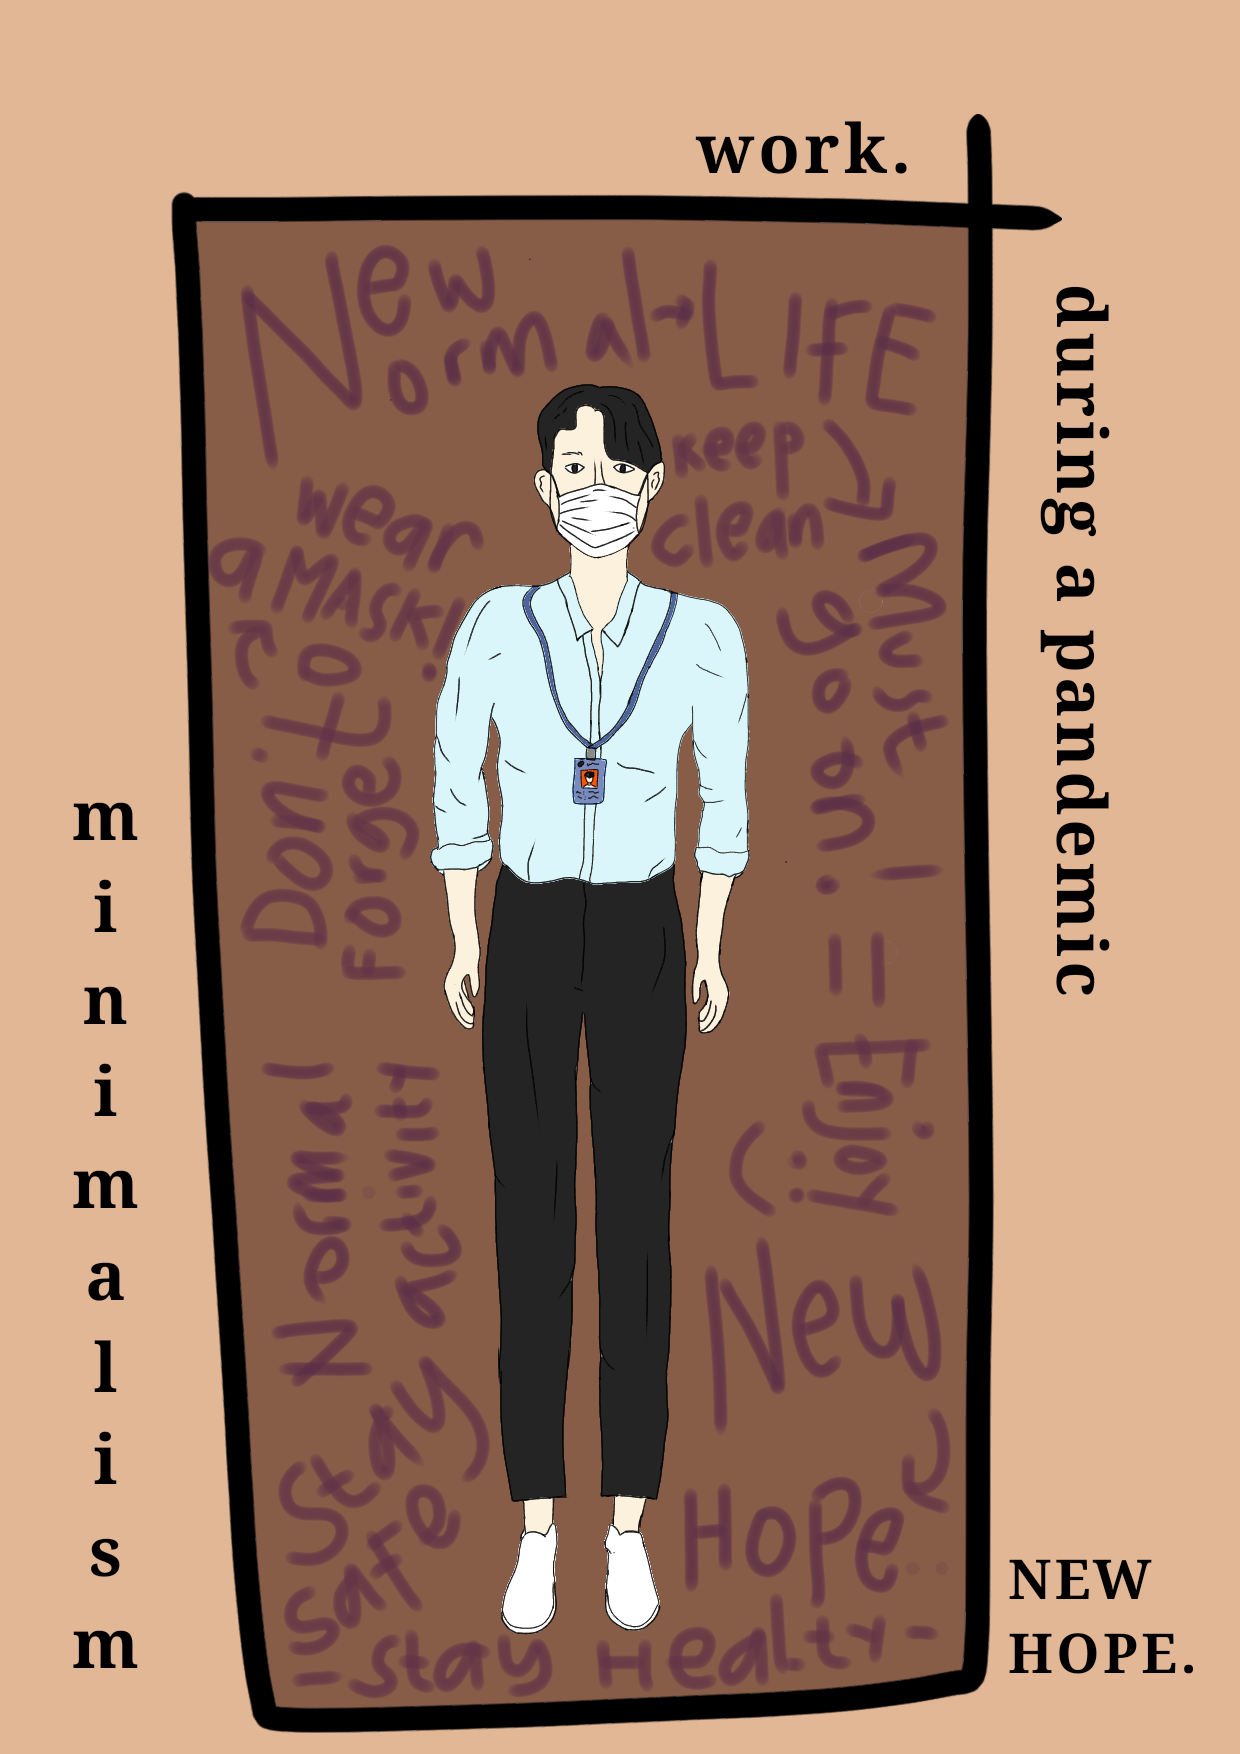 work.
during a pandemic
minimalism
NEW
HOPE.
New
Normal→LIFE
keep
clean
wear
a MASK!
Don't to
Forget
Must
go on!
=
Enjoy
:)
Normal
activity
Stay
safe
New
Hope..
- Stay Healty -